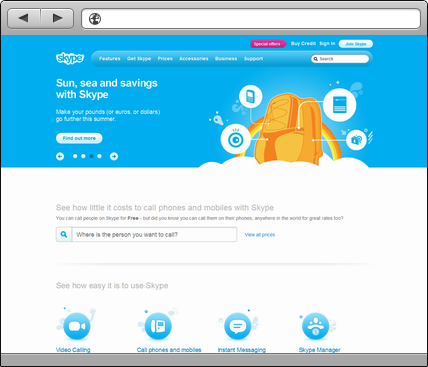 Special offers Buy Credit Sign In Join Skype
skype Features Get Skype Prices Accessories Business Support Search
Sun, sea and savings
with Skype
Make your pounds (or euros, or dollars)
go further this summer.
Find out more
See how little it costs to call phones and mobiles with Skype
You can call people on Skype for Free - but did you know you can call them on their phones, anywhere in the world for great rates too?
Where is the person you want to call? View all prices
See how easy it is to use Skype
Video Calling Call phones and mobiles Instant Messaging Skype Manager